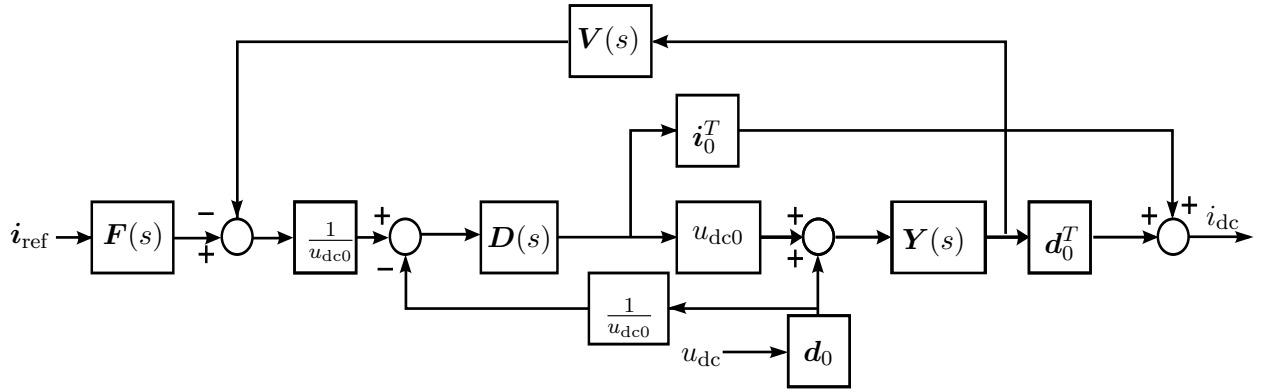 V(s)
i_0^T
− + +
i_ref F(s) + 1/u_dc0 − D(s) u_dc0 + + Y(s) d_0^T + + i_dc
1/u_dc0
u_dc d_0